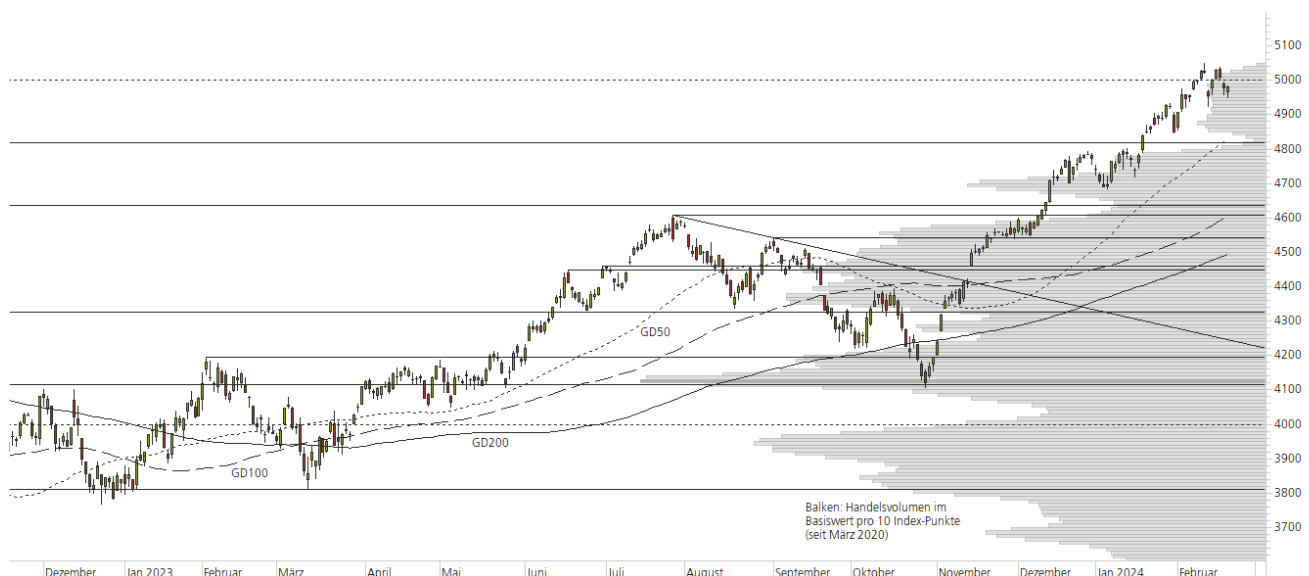 5100
5000
4900
4800
4700
4600
4500
4400
4300
4200
4100
4000
3900
3800
3700
GD50
GD200
GD100
Balken: Handelsvolumen im
Basiswert pro 10 Index-Punkte
(seit März 2020)
Dezember Jan 2023 Februar März April Mai Juni Juli August September Oktober November Dezember Jan 2024 Februar